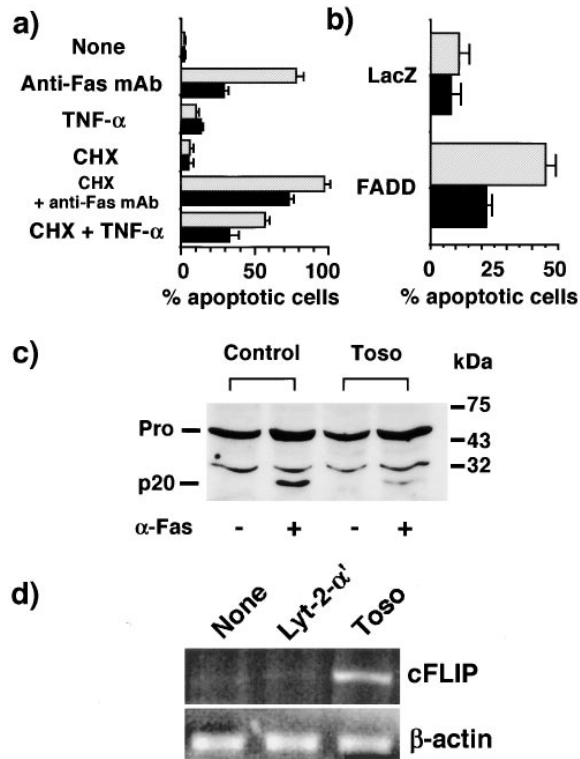 a)
None
Anti-Fas mAb
TNF-α
CHX
CHX
+ anti-Fas mAb
CHX + TNF-α
0 50 100
% apoptotic cells
b)
LacZ
FADD
0 25 50
% apoptotic cells
c)
Control Toso kDa
75
Pro 43
32
p20
α-Fas - + - +
d)
None Lyt-2-α' Toso
cFLIP
β-actin